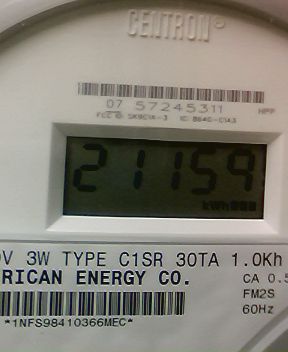 CENTRON®
07 57245311
HPP
21159
kWh
3W TYPE C1SR 30TA 1.0Kh
RICAN ENERGY CO.
CA 0.5
FM2S
60Hz
*1NFS98410366MEC*